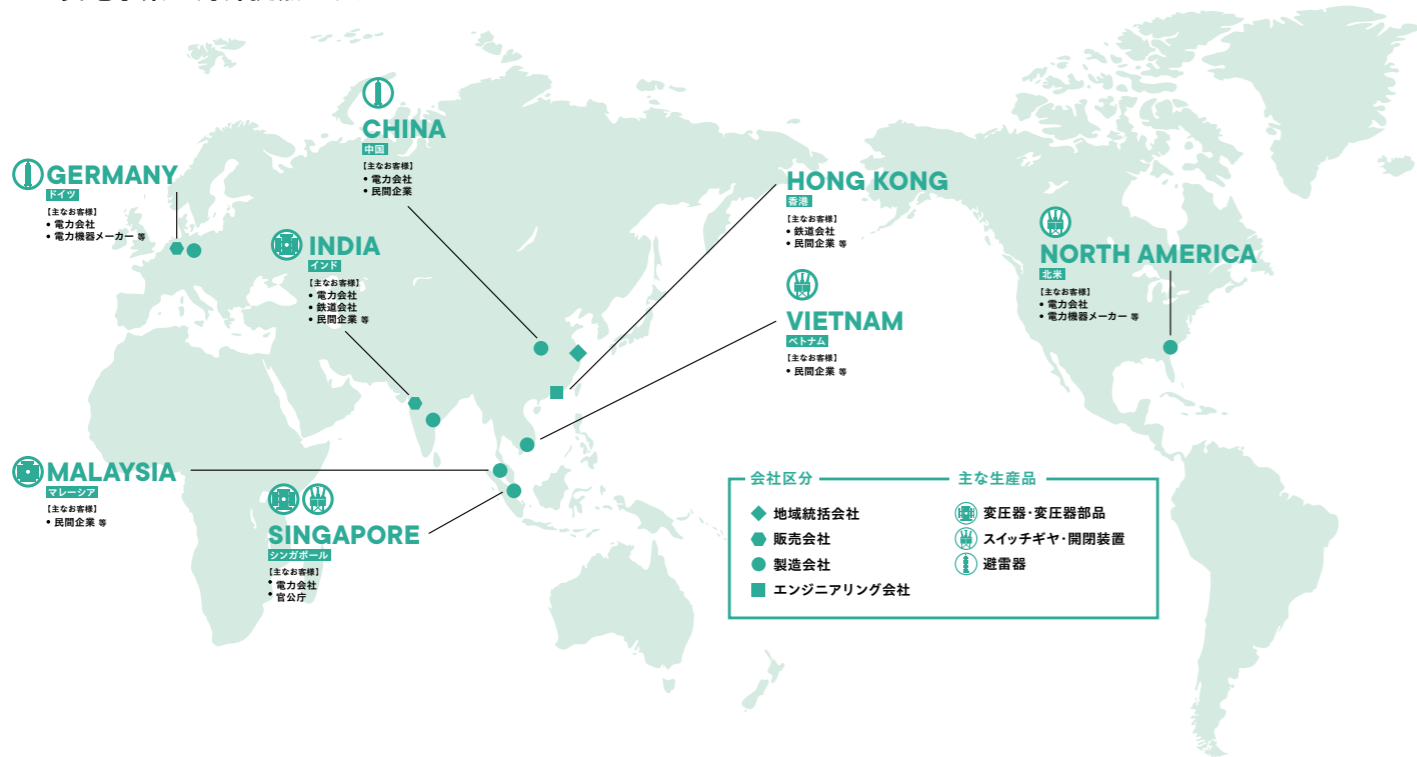 CHINA
中国
【主なお客様】
• 電力会社
• 民間企業
GERMANY
ドイツ
【主なお客様】
• 電力会社
• 電力機器メーカー 等
INDIA
インド
【主なお客様】
• 電力会社
• 鉄道会社
• 民間企業 等
HONG KONG
香港
【主なお客様】
• 鉄道会社
• 民間企業 等
NORTH AMERICA
北米
【主なお客様】
• 電力会社
• 電力機器メーカー 等
VIETNAM
ベトナム
【主なお客様】
• 民間企業 等
MALAYSIA
マレーシア
【主なお客様】
• 民間企業 等
SINGAPORE
シンガポール
【主なお客様】
• 電力会社
• 官公庁
会社区分
地域統括会社
販売会社
製造会社
エンジニアリング会社
主な生産品
変圧器・変圧器部品
スイッチギヤ・開閉装置
避雷器